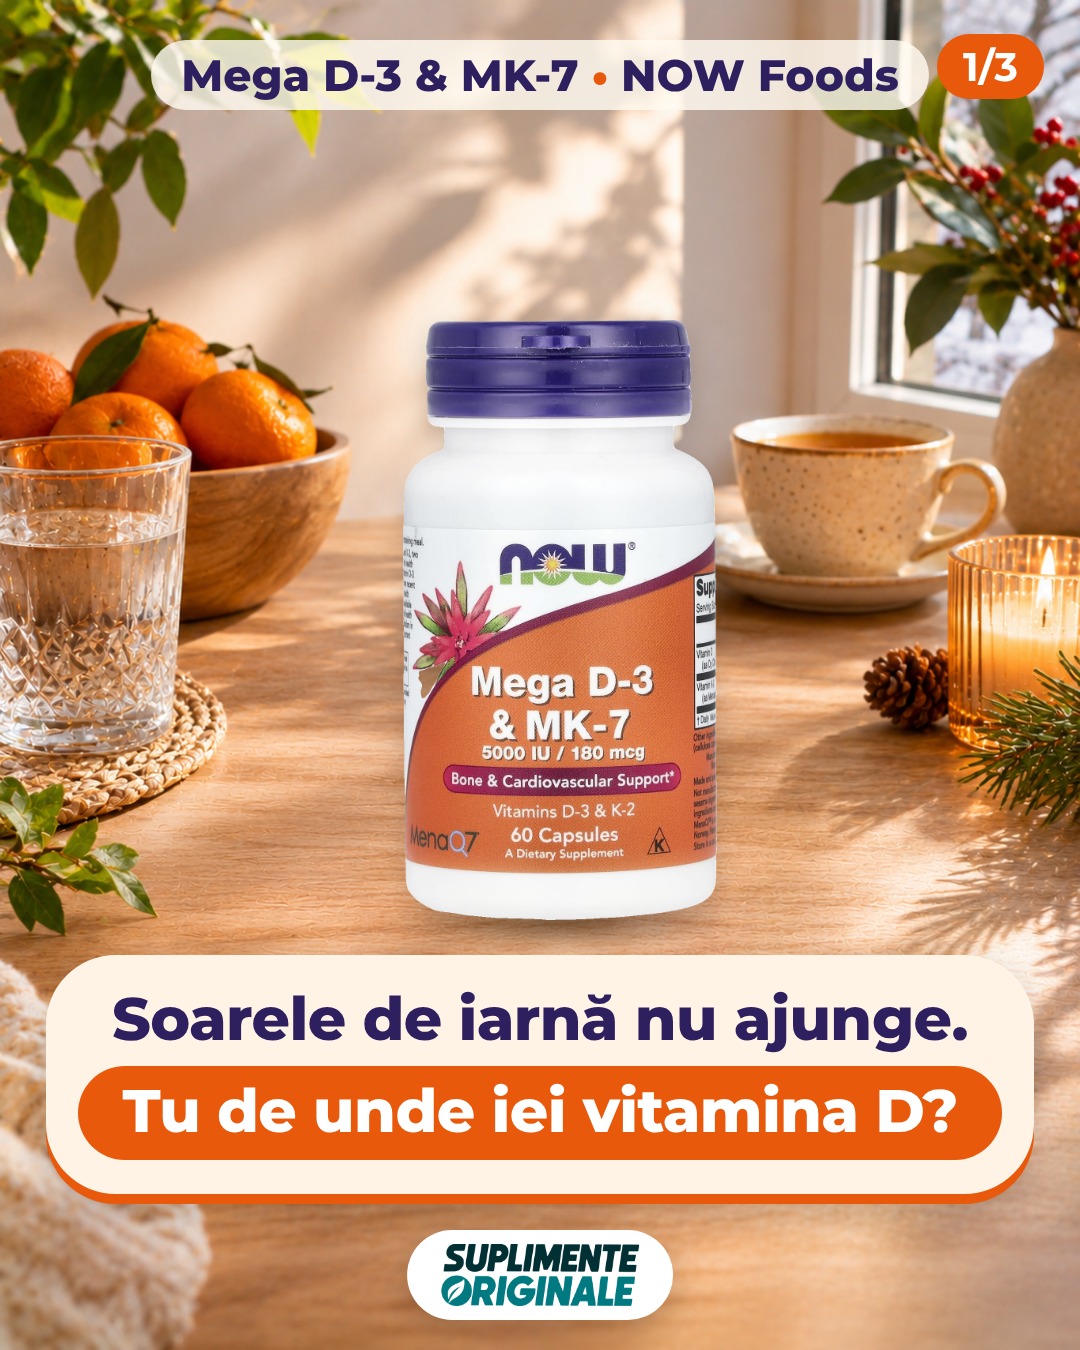 Mega D-3 & MK-7 • NOW Foods
1/3
NOW®
Mega D-3
& MK-7
5000 IU / 180 mcg
Bone & Cardiovascular Support*
Vitamins D-3 & K-2
MenaQ7
60 Capsules
A Dietary Supplement
K
Soarele de iarnă nu ajunge.
Tu de unde iei vitamina D?
SUPLIMENTE
ORIGINALE